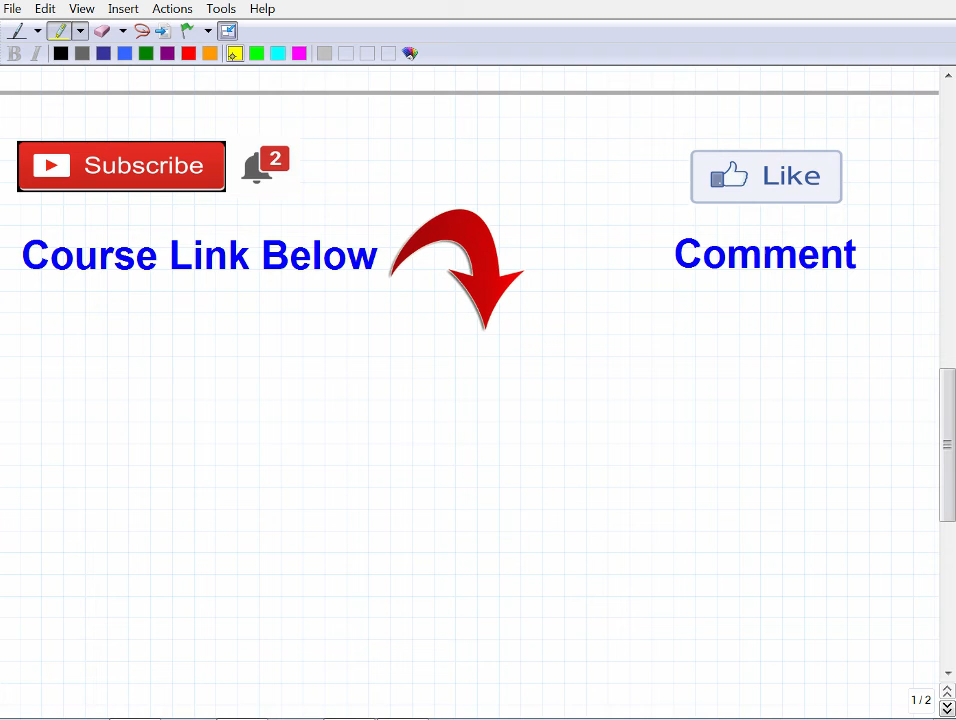 File Edit View Insert Actions Tools Help
B I
Subscribe 2
Like
Course Link Below
Comment
1 / 2